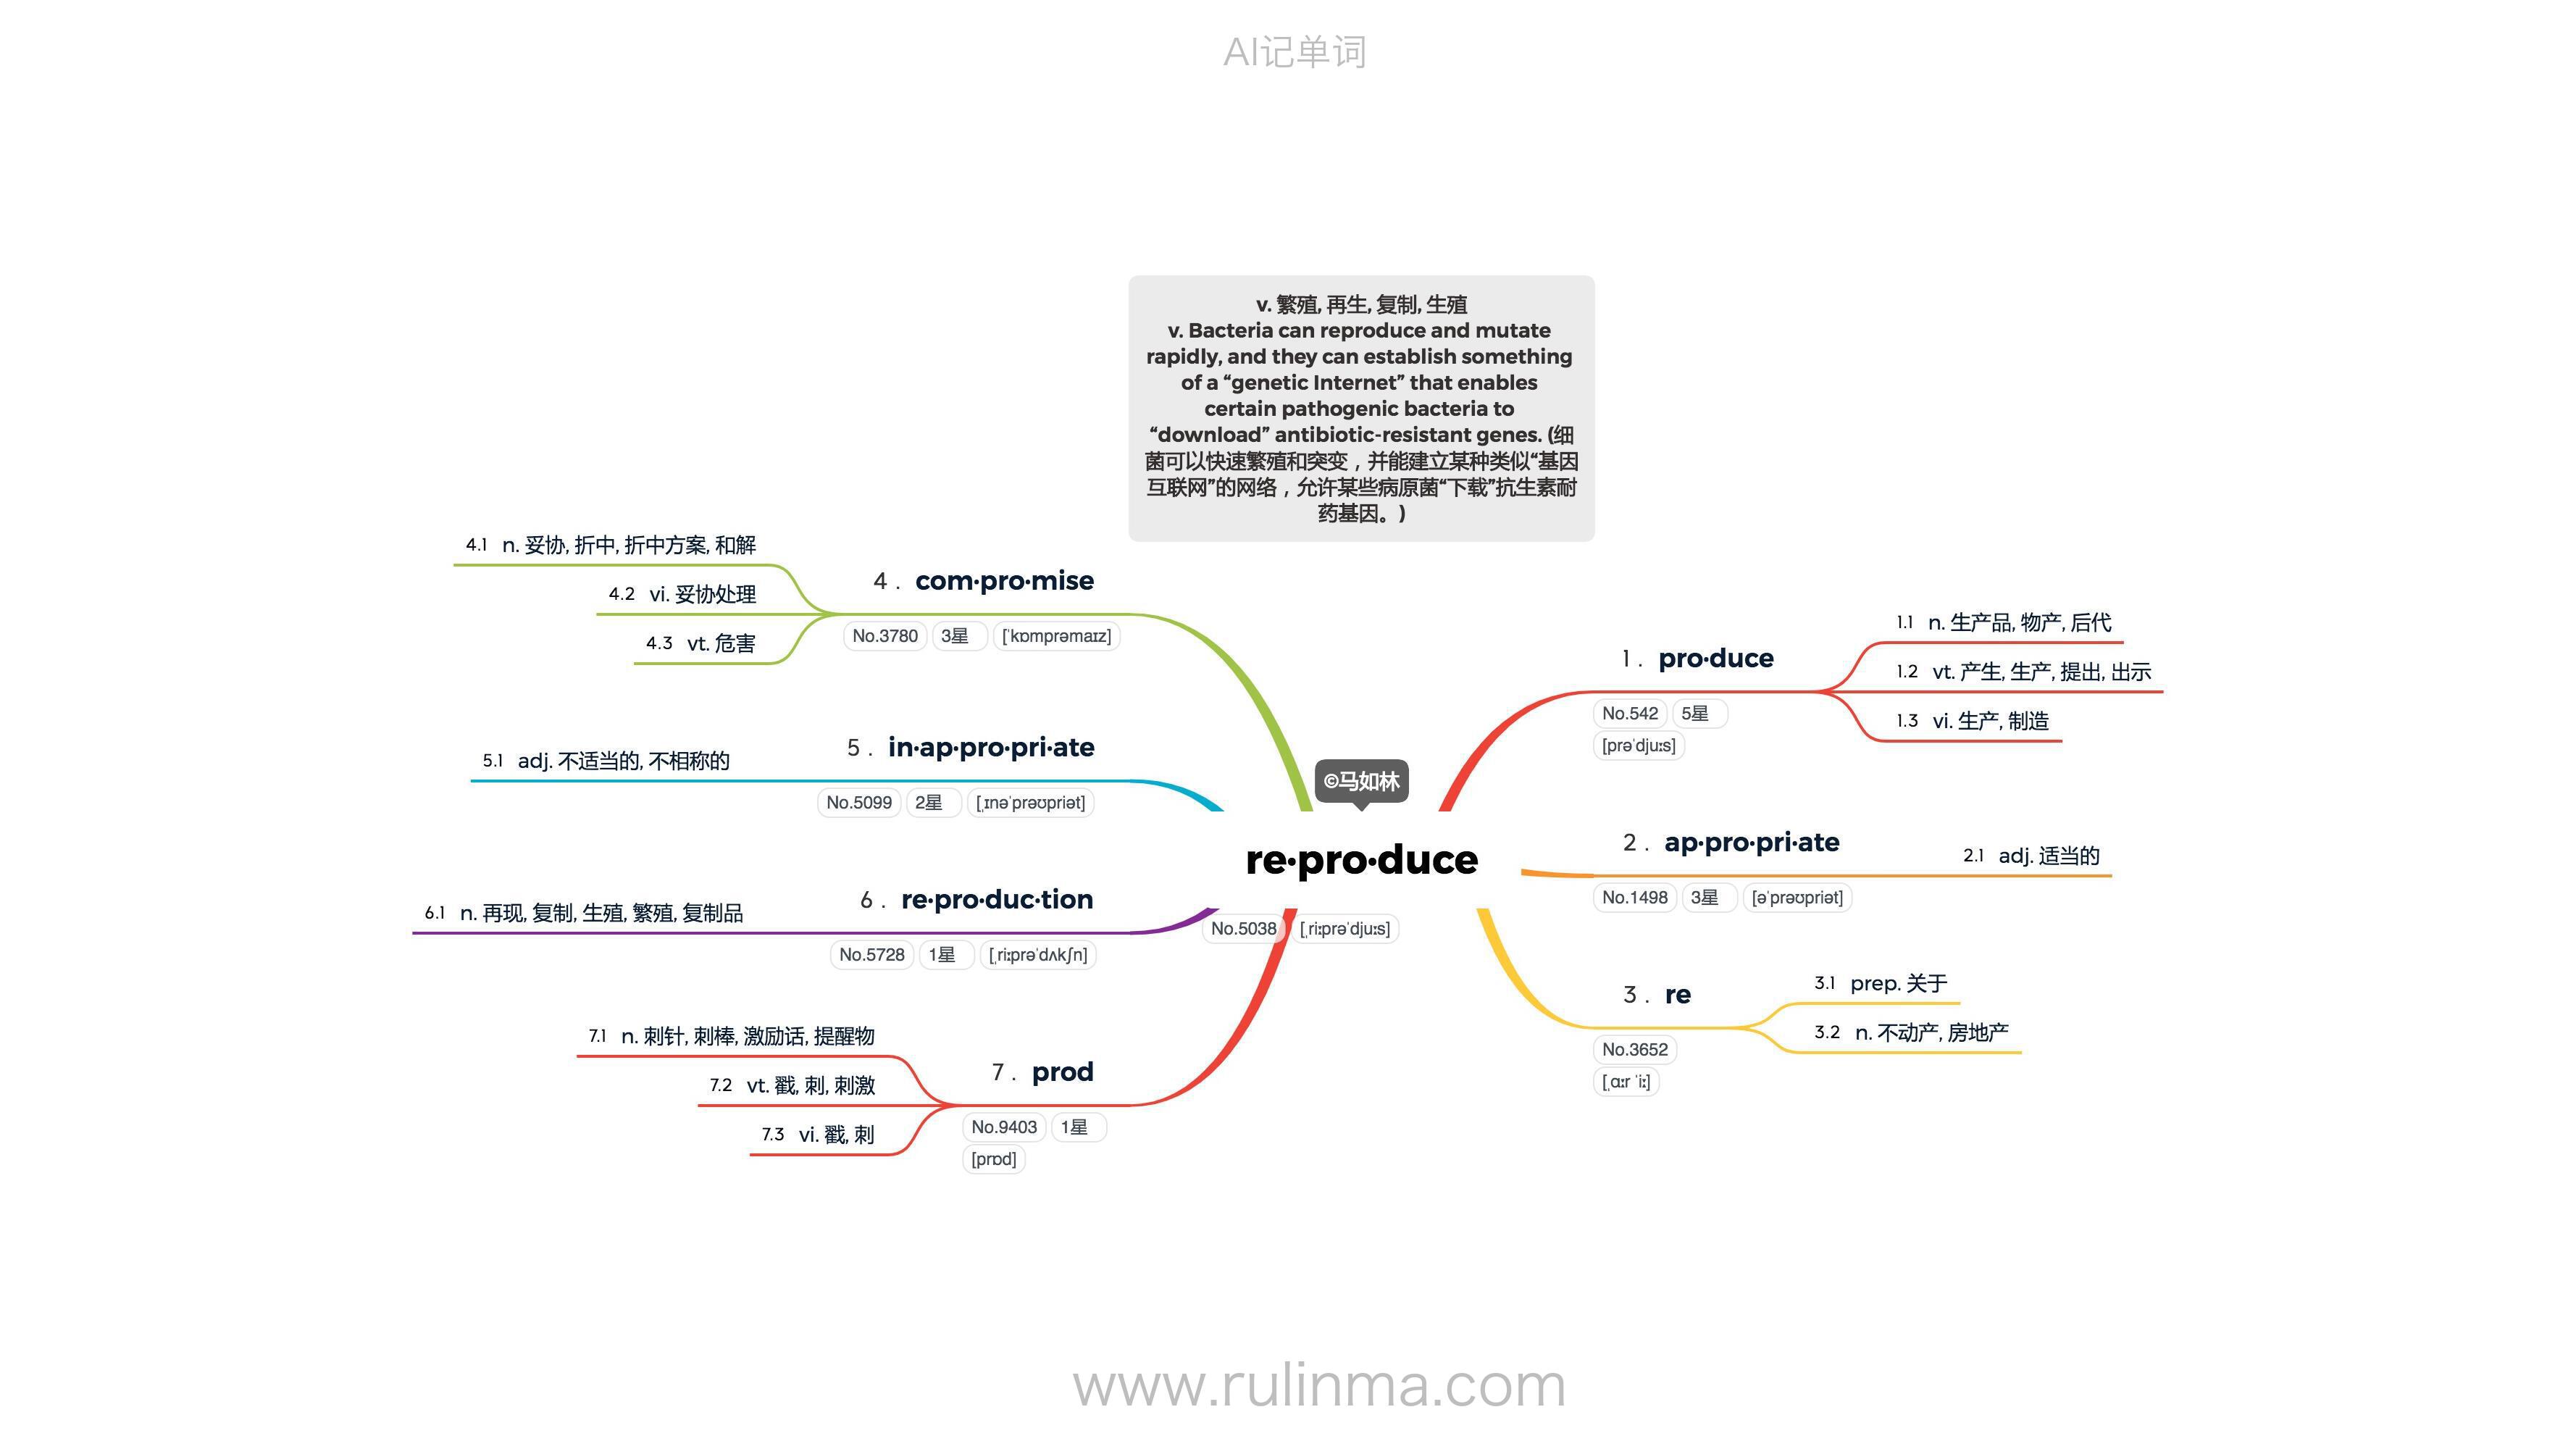 AI记单词
v. 繁殖, 再生, 复制, 生殖
v. Bacteria can reproduce and mutate
rapidly, and they can establish something
of a “genetic Internet” that enables
certain pathogenic bacteria to
“download” antibiotic-resistant genes. (细
菌可以快速繁殖和突变，并能建立某种类似“基因
互联网”的网络，允许某些病原菌“下载”抗生素耐
药基因。)
©马如林
re·pro·duce
No.5038 [ˌriːprəˈdjuːs]
1. pro·duce
No.542 5星
[prəˈdjuːs]
1.1 n. 生产品, 物产, 后代
1.2 vt. 产生, 生产, 提出, 出示
1.3 vi. 生产, 制造
2. ap·pro·pri·ate
No.1498 3星 [əˈprəʊpriət]
2.1 adj. 适当的
3. re
No.3652
[ˌɑːr ˈiː]
3.1 prep. 关于
3.2 n. 不动产, 房地产
4. com·pro·mise
No.3780 3星 [ˈkɒmprəmaɪz]
4.1 n. 妥协, 折中, 折中方案, 和解
4.2 vi. 妥协处理
4.3 vt. 危害
5. in·ap·pro·pri·ate
No.5099 2星 [ˌɪnəˈprəʊpriət]
5.1 adj. 不适当的, 不相称的
6. re·pro·duc·tion
No.5728 1星 [ˌriːprəˈdʌkʃn]
6.1 n. 再现, 复制, 生殖, 繁殖, 复制品
7. prod
No.9403 1星
[prɒd]
7.1 n. 刺针, 刺棒, 激励话, 提醒物
7.2 vt. 戳, 刺, 刺激
7.3 vi. 戳, 刺
www.rulinma.com